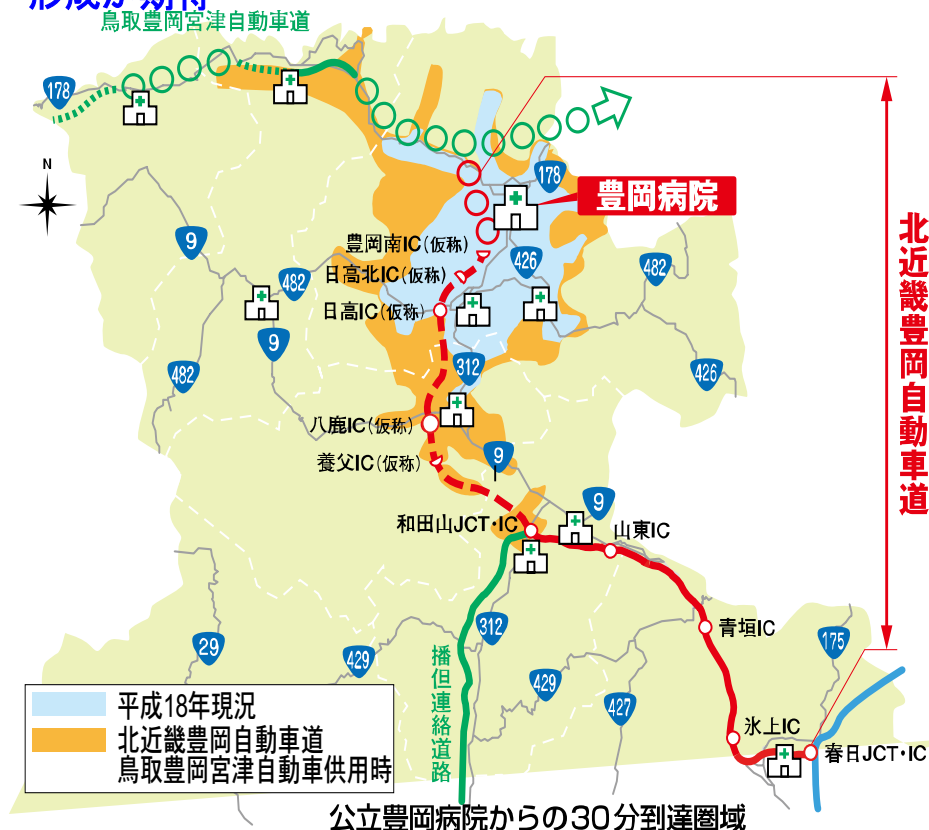 形成が期待
鳥取豊岡宮津自動車道
178
N
178
豊岡病院
9
豊岡南IC(仮称)
426
482
日高北IC(仮称)
482
日高IC(仮称)
9
312
482
426
八鹿IC(仮称)
養父IC(仮称)
9
和田山JCT・IC
9
山東IC
北近畿豊岡自動車道
29
429
312
播但連絡道路
429
427
青垣IC
175
氷上IC
春日JCT・IC
平成18年現況
北近畿豊岡自動車道
鳥取豊岡宮津自動車供用時
公立豊岡病院からの30分到達圏域